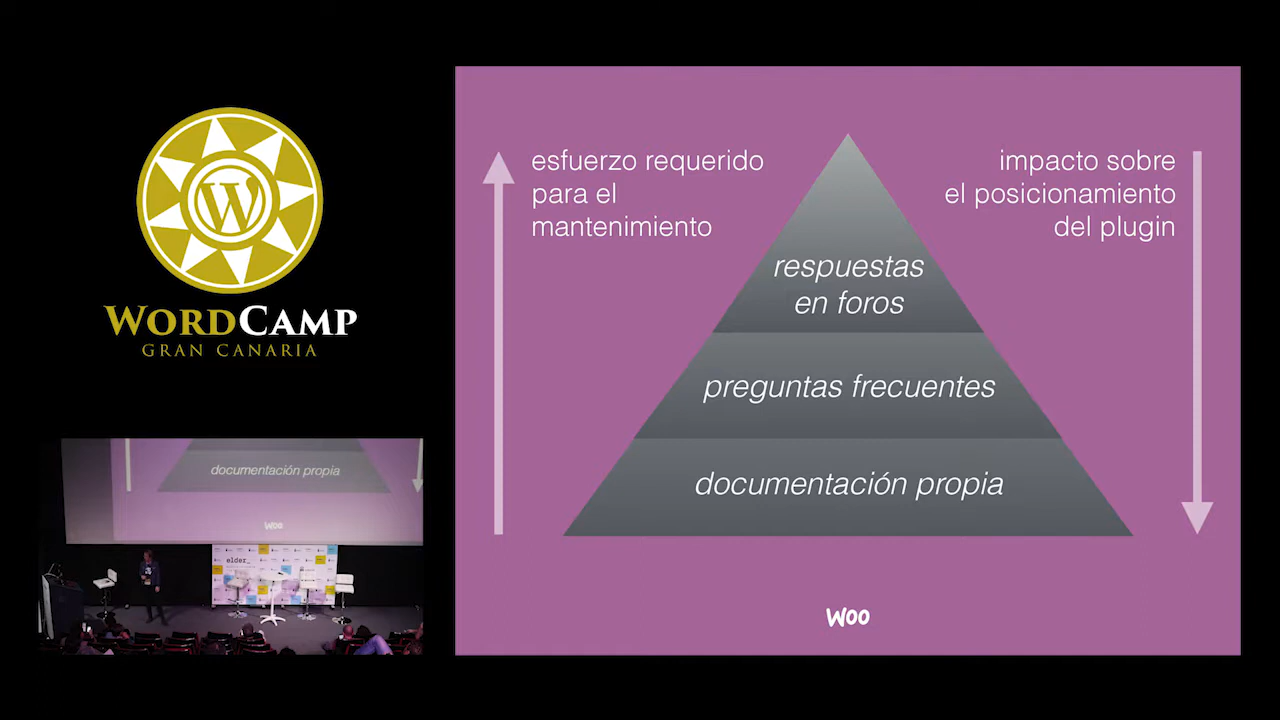 WORDCAMP
GRAN CANARIA
esfuerzo requerido
para el
mantenimiento
impacto sobre
el posicionamiento
del plugin
respuestas
en foros
preguntas frecuentes
documentación propia
WOO
documentación propia
WOO
elder_